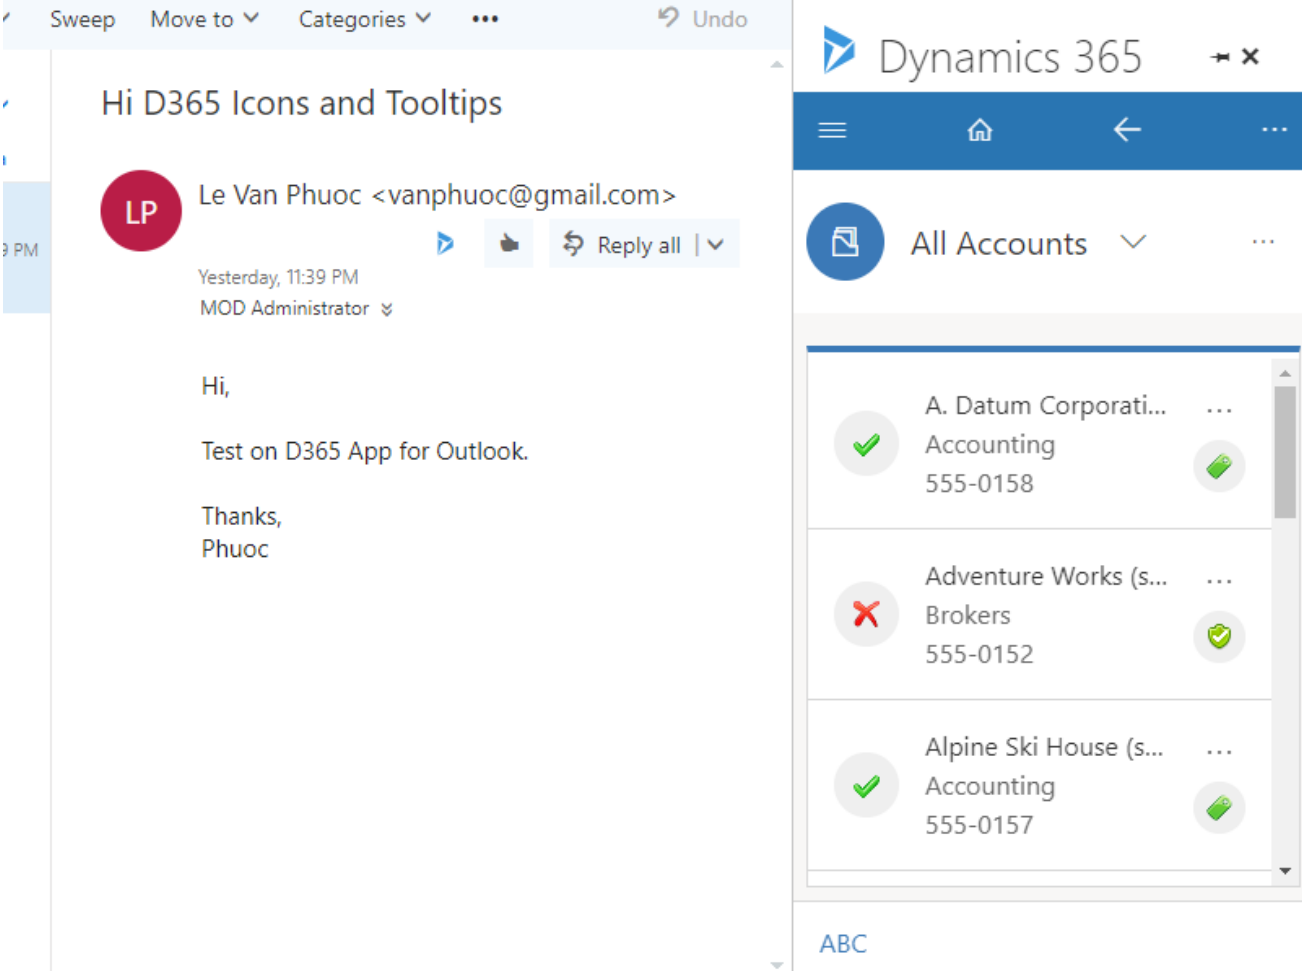 Sweep Move to Categories ••• Undo
Hi D365 Icons and Tooltips
LP
Le Van Phuoc <vanphuoc@gmail.com>
Reply all
9 PM
Yesterday, 11:39 PM
MOD Administrator
Hi,
Test on D365 App for Outlook.
Thanks,
Phuoc
Dynamics 365
All Accounts
A. Datum Corporati...
Accounting
555-0158
Adventure Works (s...
Brokers
555-0152
Alpine Ski House (s...
Accounting
555-0157
ABC